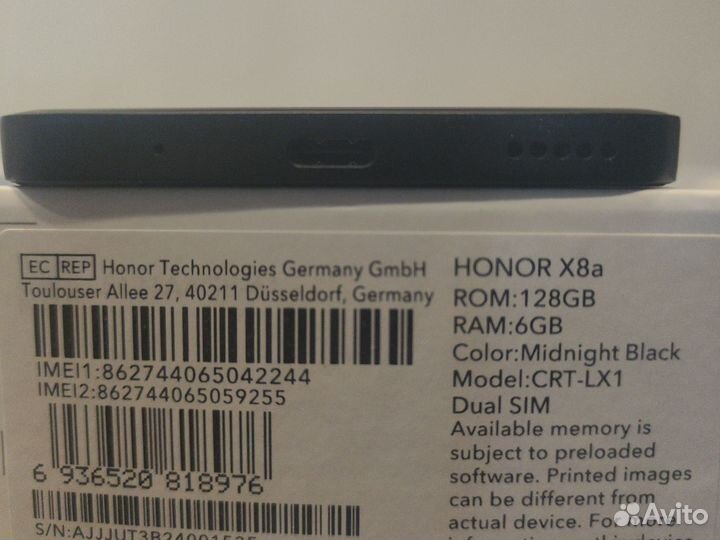 EC REP Honor Technologies Germany GmbH
Toulouser Allee 27, 40211 Düsseldorf, Germany
IMEI1:862744065042244
IMEI2:862744065059255
6 936520 818976
HONOR X8a
ROM:128GB
RAM:6GB
Color:Midnight Black
Model:CRT-LX1
Dual SIM
Available memory is
subject to preloaded
software. Printed images
can be different from
actual device. For more
Avito